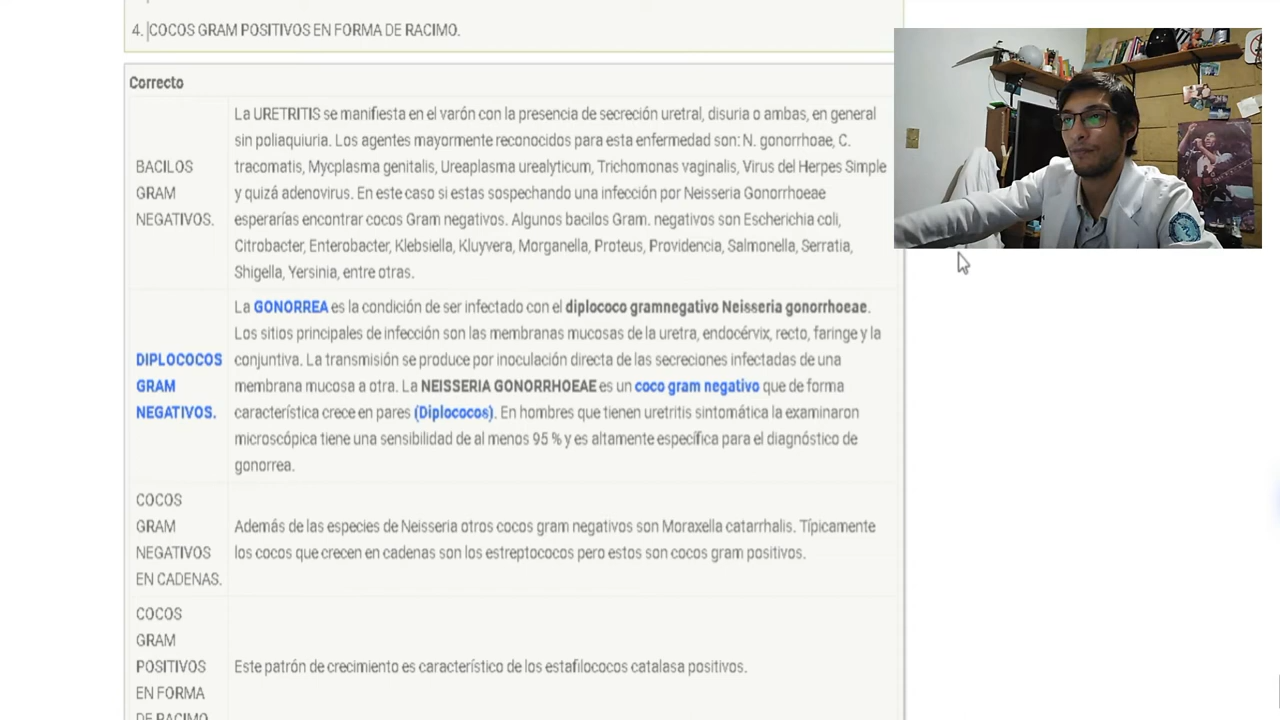 4. COCOS GRAM POSITIVOS EN FORMA DE RACIMO.
Correcto
BACILOS
GRAM
NEGATIVOS.
La URETRITIS se manifiesta en el varón con la presencia de secreción uretral, disuria o ambas, en general
sin poliaquiuria. Los agentes mayormente reconocidos para esta enfermedad son: N. gonorrhoae, C.
tracomatis, Mycplasma genitalis, Ureaplasma urealyticum, Trichomonas vaginalis, Virus del Herpes Simple
y quizá adenovirus. En este caso si estas sospechando una infección por Neisseria Gonorrhoeae
esperarías encontrar cocos Gram negativos. Algunos bacilos Gram. negativos son Escherichia coli,
Citrobacter, Enterobacter, Klebsiella, Kluyvera, Morganella, Proteus, Providencia, Salmonella, Serratia,
Shigella, Yersinia, entre otras.
DIPLOCOCOS
GRAM
NEGATIVOS.
La GONORREA es la condición de ser infectado con el diplococo gramnegativo Neisseria gonorrhoeae.
Los sitios principales de infección son las membranas mucosas de la uretra, endocérvix, recto, faringe y la
conjuntiva. La transmisión se produce por inoculación directa de las secreciones infectadas de una
membrana mucosa a otra. La NEISSERIA GONORRHOEAE es un coco gram negativo que de forma
característica crece en pares (Diplococos). En hombres que tienen uretritis sintomática la examinaron
microscópica tiene una sensibilidad de al menos 95 % y es altamente específica para el diagnóstico de
gonorrea.
COCOS
GRAM
NEGATIVOS
EN CADENAS.
Además de las especies de Neisseria otros cocos gram negativos son Moraxella catarrhalis. Típicamente
los cocos que crecen en cadenas son los estreptococos pero estos son cocos gram positivos.
COCOS
GRAM
POSITIVOS
EN FORMA
DE RACIMO
Este patrón de crecimiento es característico de los estafilococos catalasa positivos.